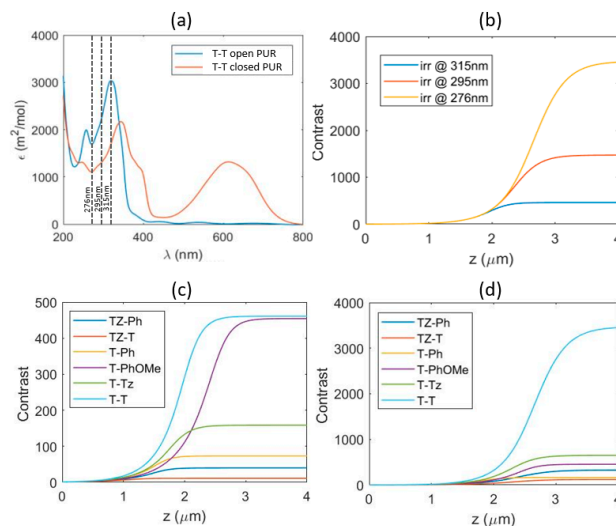 (a)
4000
3000
2000
1000
0
ϵ (m²/mol)
T-T open PUR
T-T closed PUR
276nm
295nm
315nm
200
400
600
800
λ (nm)
(b)
4000
3000
2000
1000
0
Contrast
irr @ 315nm
irr @ 295nm
irr @ 276nm
0
1
2
3
4
z (μm)
(c)
500
400
300
200
100
0
Contrast
TZ-Ph
TZ-T
T-Ph
T-PhOMe
T-Tz
T-T
0
1
2
3
4
z (μm)
(d)
4000
3000
2000
1000
0
Contrast
TZ-Ph
TZ-T
T-Ph
T-PhOMe
T-Tz
T-T
0
1
2
3
4
z (μm)